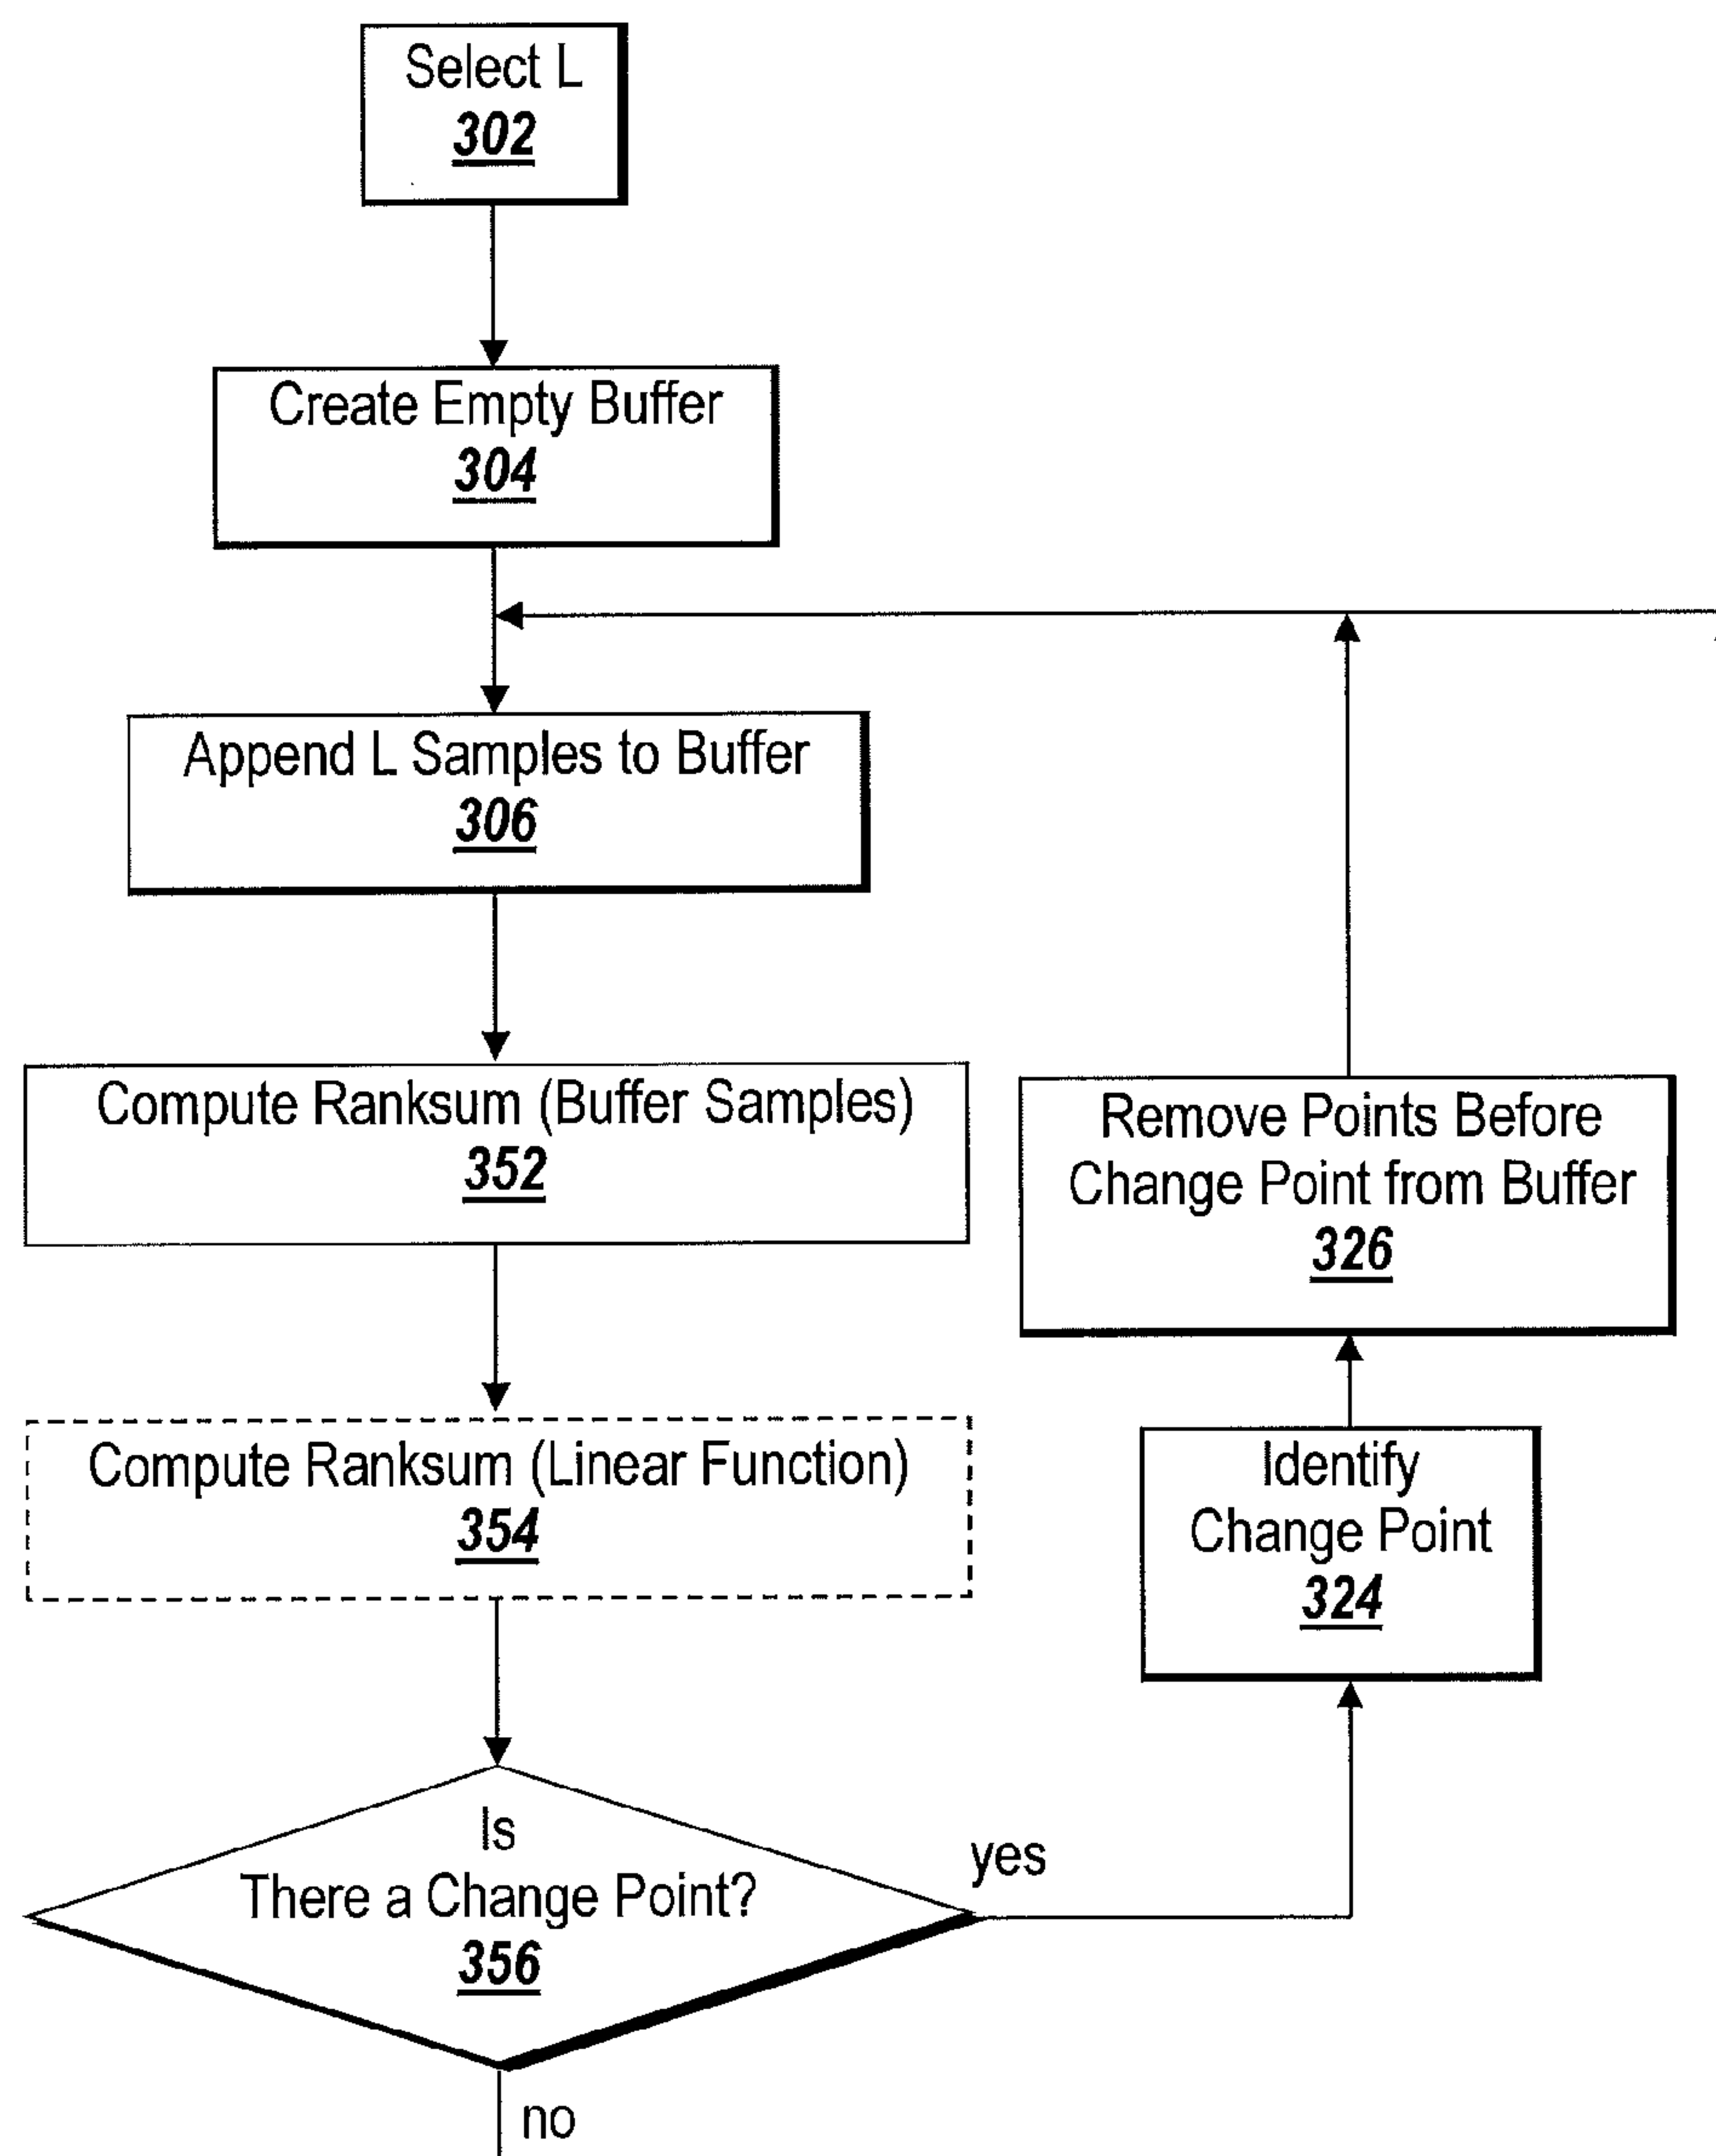 Select L
302
Create Empty Buffer
304
Append L Samples to Buffer
306
Compute Ranksum (Buffer Samples)
352
Compute Ranksum (Linear Function)
354
Is
There a Change Point?
356
yes
no
Identify
Change Point
324
Remove Points Before
Change Point from Buffer
326